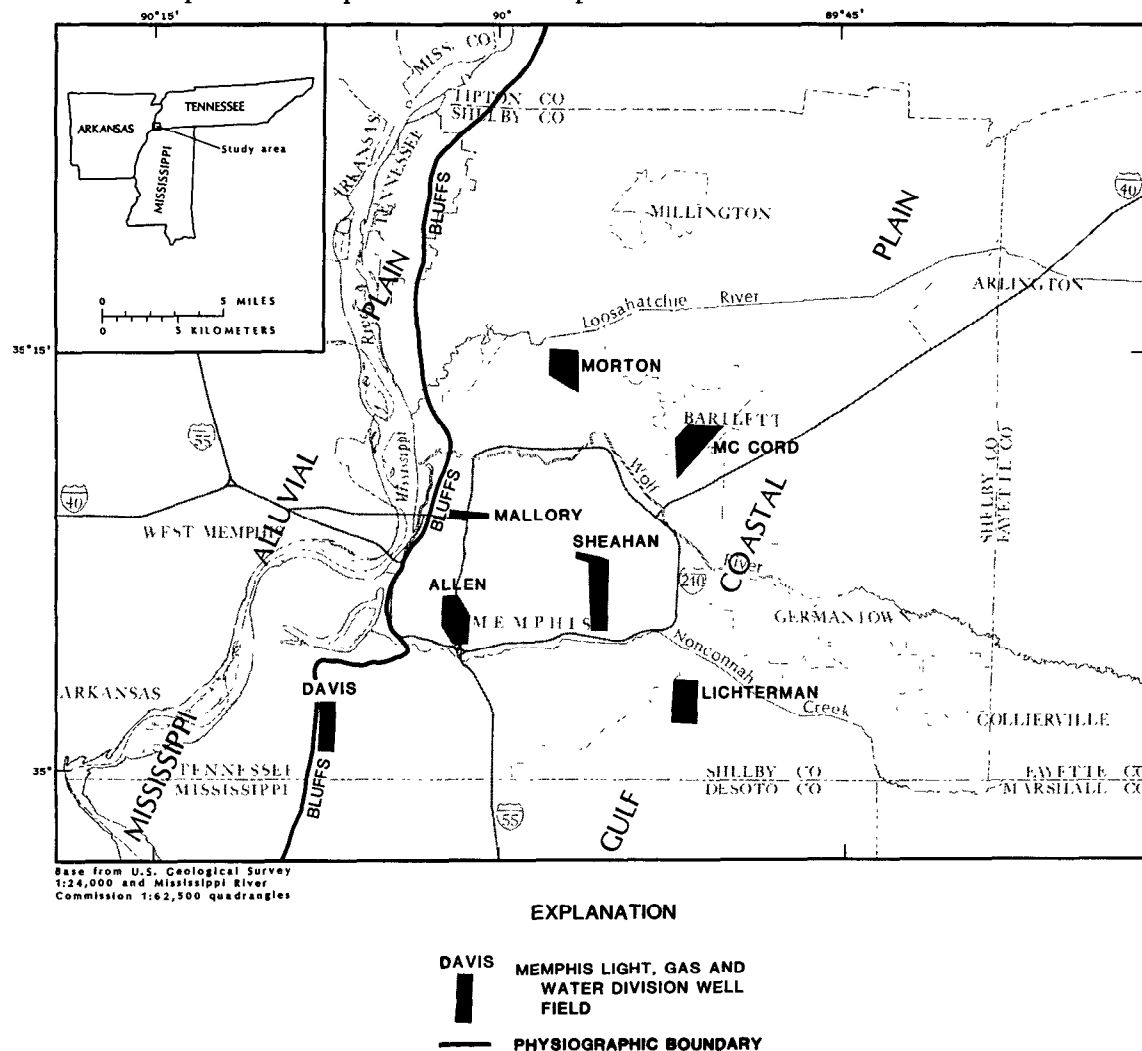 90°15'
90°
89°45'
MISS. CO
TIPTON CO
SHELBY CO
ARKANSAS
TENNESSEE
Study area
MISSISSIPPI
0 5 MILES
0 5 KILOMETERS
ARKANSAS
TENNESSEE
PLAIN
BLUFFS
MILLINGTON
PLAIN
40
ARLINGTON
Loosahatchie River
River
35°15'
MORTON
BARTLETT
MC CORD
SHELBY CO
FAYETTE CO
Mississippi
Wolf
River
40
ALLUVIAL
BLUFFS
MALLORY
WEST MEMPHIS
SHEAHAN
COASTAL
240
ALLEN
MEMPHIS
GERMANTOWN
Nonconnah
Creek
ARKANSAS
DAVIS
LICHTERMAN
COLLIERVILLE
35°
TENNESSEE
MISSISSIPPI
SHELBY CO
DESOTO CO
FAYETTE CO
MARSHALL CO
MISSISSIPPI
BLUFFS
55
GULF
Base from U.S. Geological Survey
1:24,000 and Mississippi River
Commission 1:62,500 quadrangles
EXPLANATION
DAVIS
MEMPHIS LIGHT, GAS AND
WATER DIVISION WELL
FIELD
PHYSIOGRAPHIC BOUNDARY